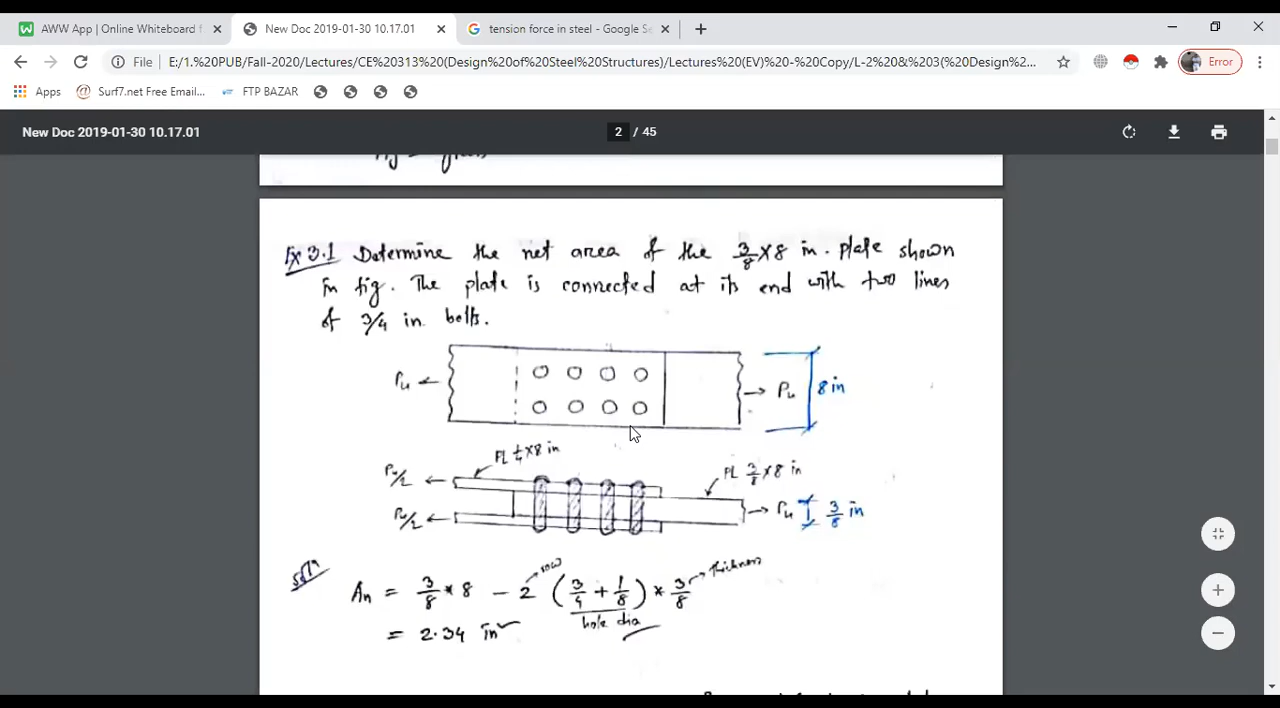 AWW App | Online Whiteboard f
New Doc 2019-01-30 10.17.01
tension force in steel - Google Se
File | E:/1.%20PUB/Fall-2020/Lectures/CE%20313%20(Design%20of%20Steel%20Structures)/Lectures%20(EV)%20-%20Copy/L-2%20&%203(%20Design%2...
Error
Apps
Surf7.net Free Email...
FTP BAZAR
New Doc 2019-01-30 10.17.01
2 / 45
Ex 3.1 Determine the net area of the 3/8 x 8 in. plate shown
in fig. The plate is connected at its end with two lines
of 3/4 in. bolts.
Pu ←
→ Pu
8 in
PL 1/4 x 8 in
PL 3/8 x 8 in
Pu/2 ←
Pu/2 ←
→ Pu
3/8 in
Soln
row
An = 3/8 * 8 - 2 (3/4 + 1/8) * 3/8 → thickness
hole dia
= 2.34 in²